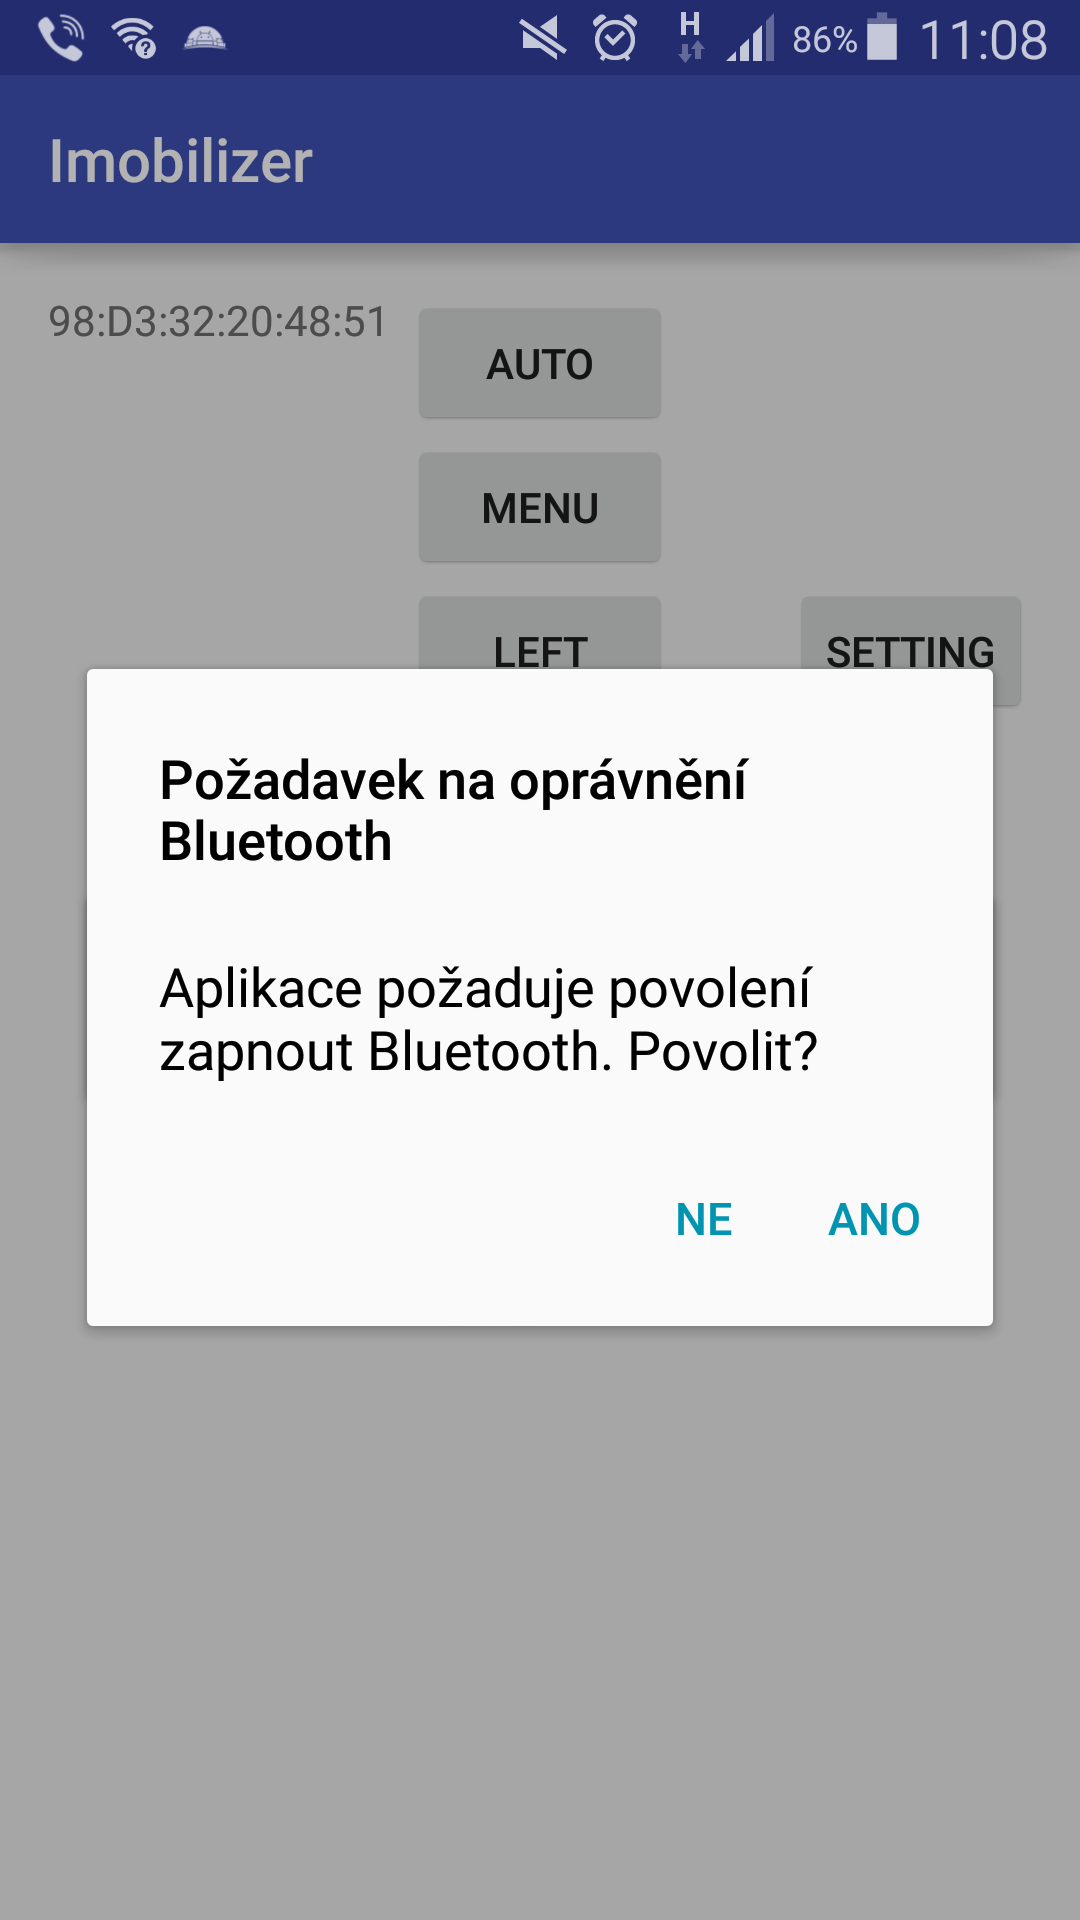 H 86% 11:08
Imobilizer
98:D3:32:20:48:51
AUTO
MENU
LEFT SETTING
Požadavek na oprávnění
Bluetooth
Aplikace požaduje povolení
zapnout Bluetooth. Povolit?
NE ANO